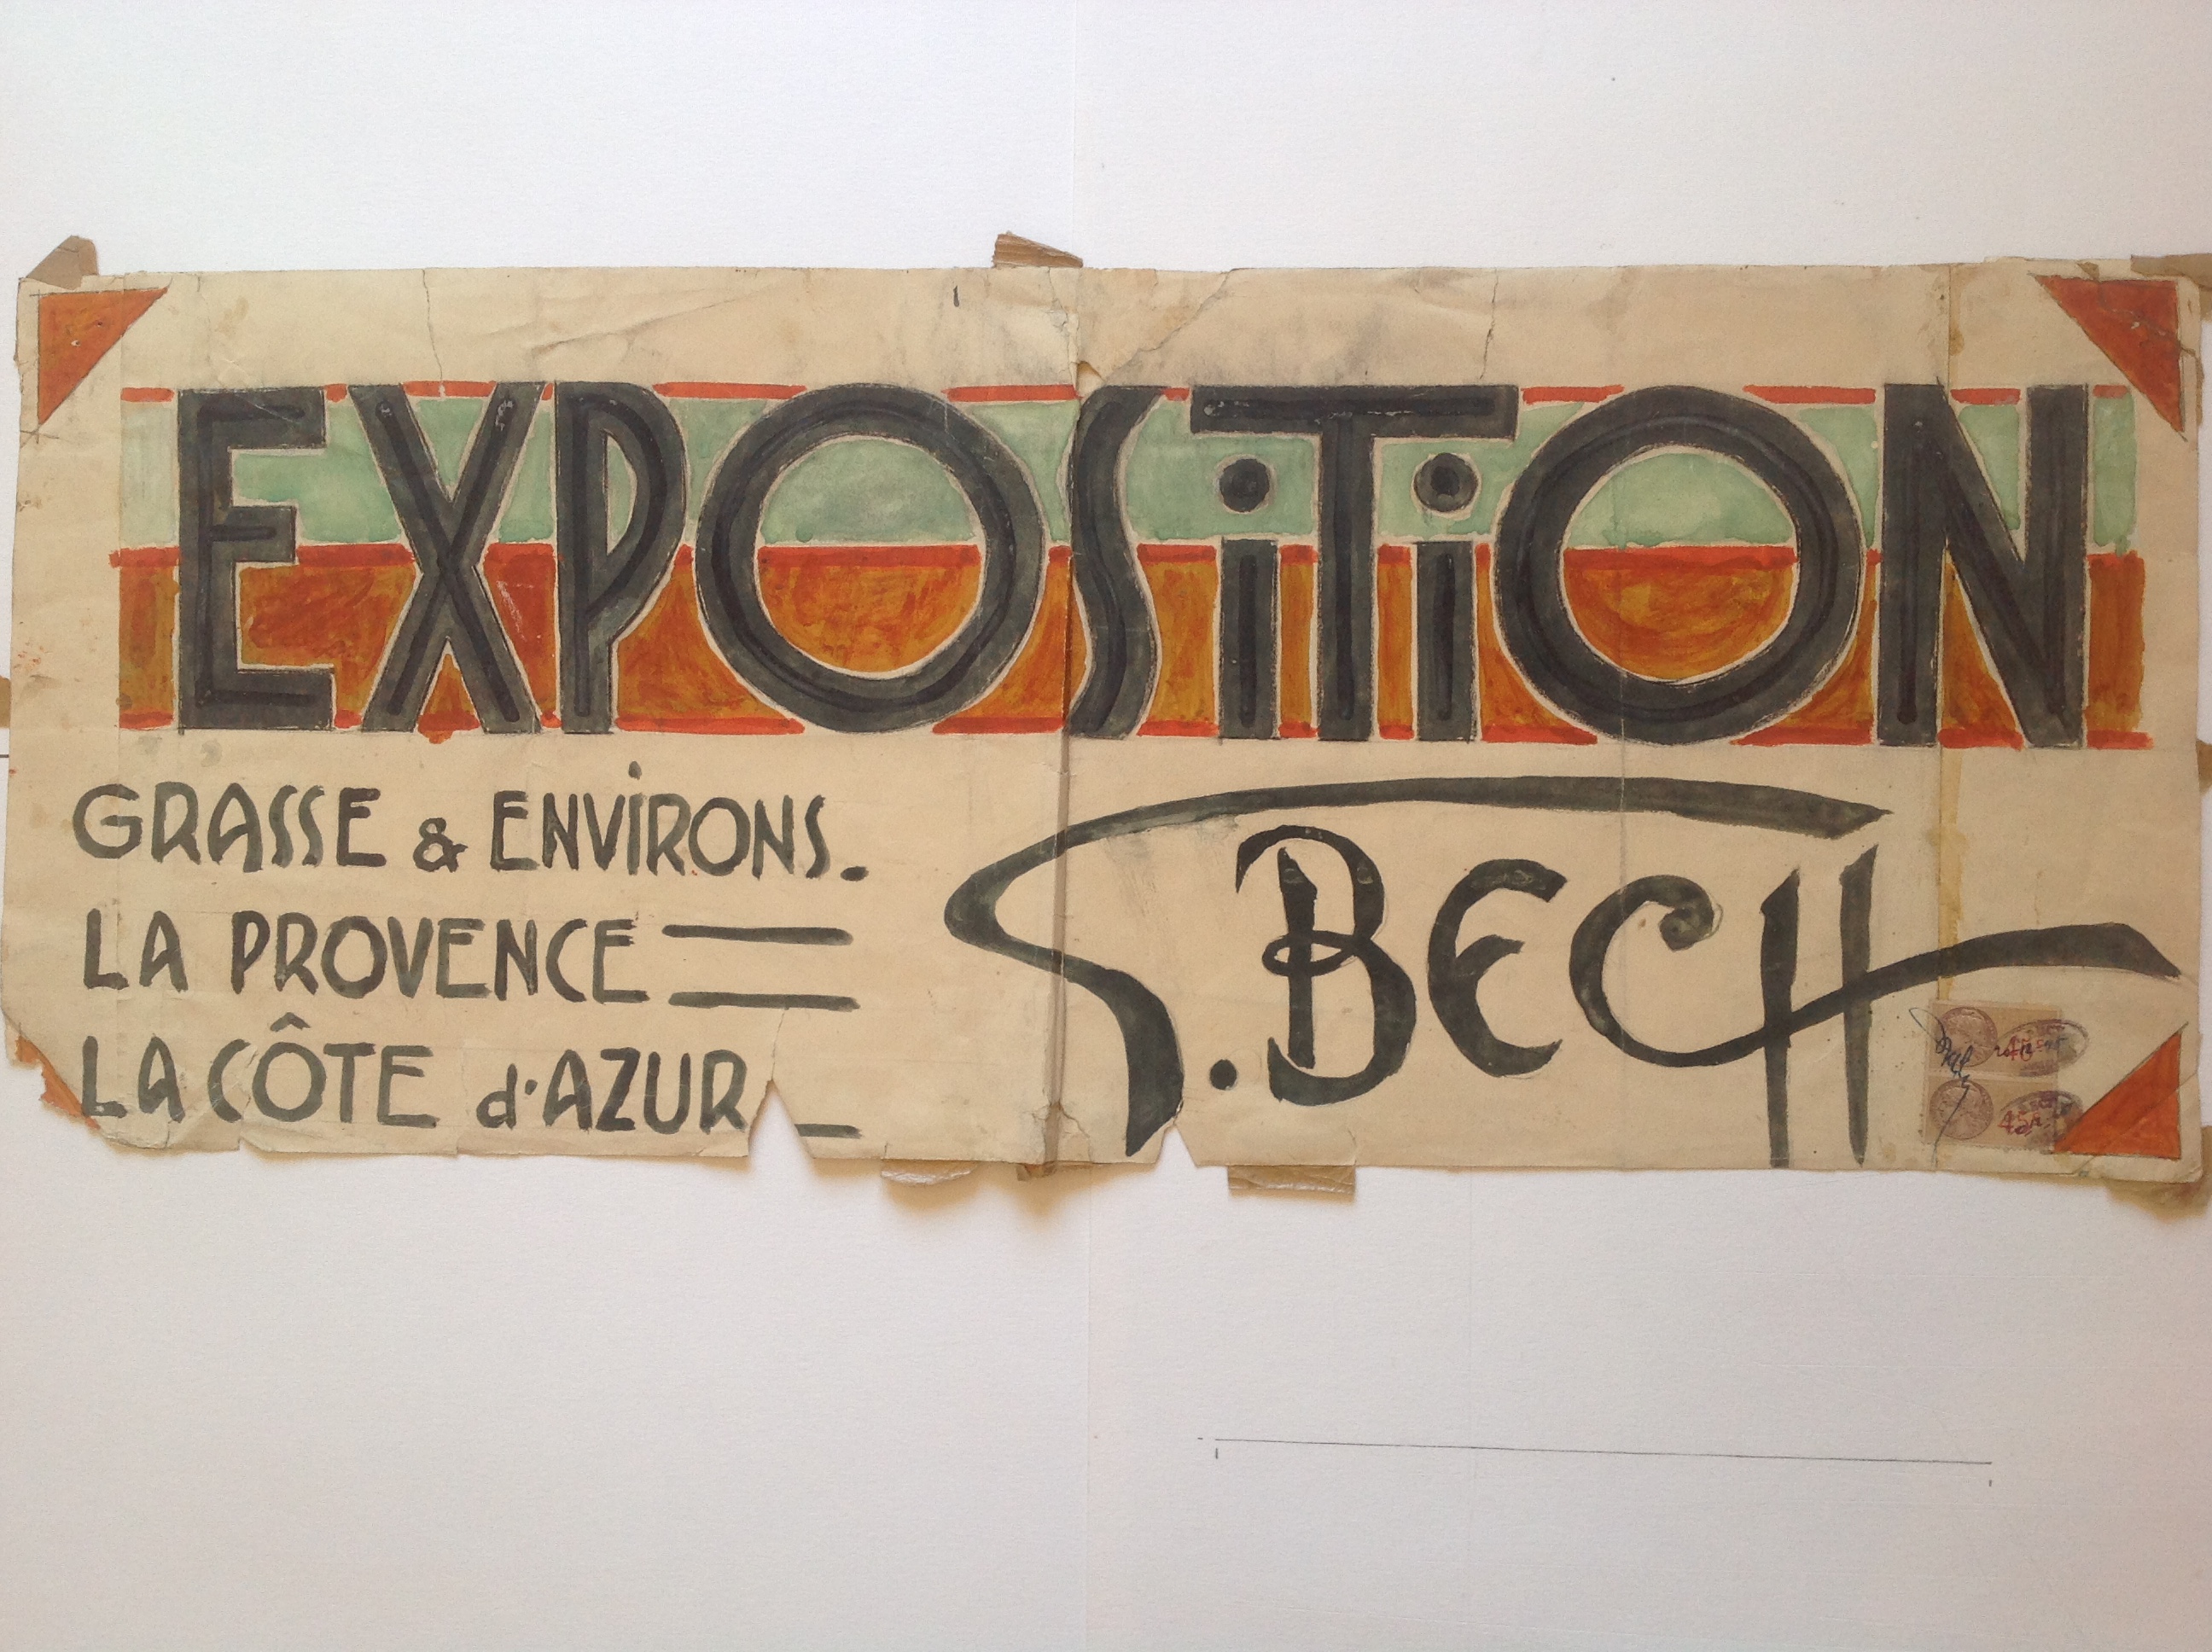 EXPOSiTiON
GRASSE & ENViRONS.
LA PROVENCE
LA CÔTE d'AZUR
S. BECH